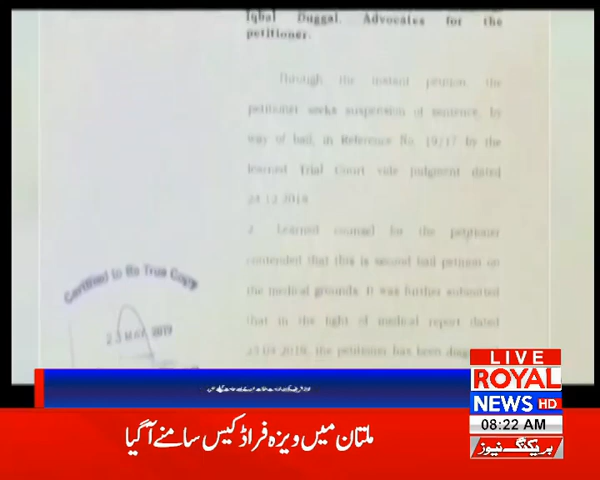 Iqbal Duggal. Advocates for the
petitioner.
Through the instant petition the
petitioner seeks suspension of sentence, by
way of bail, in Reference No. 19/17 by the
learned Trial Court vide judgment dated
24.12.2018.
2. Learned counsel for the petitioner
contended that this is second bail petition on
the medical grounds. It was further submitted
that in the light of medical report dated
the petitioner has been
Certified to Be True Copy
LIVE
ROYAL
NEWS HD
08:22 AM
بریکنگ نیوز
ملتان میں ویزہ فراڈ کیس سامنے آگیا